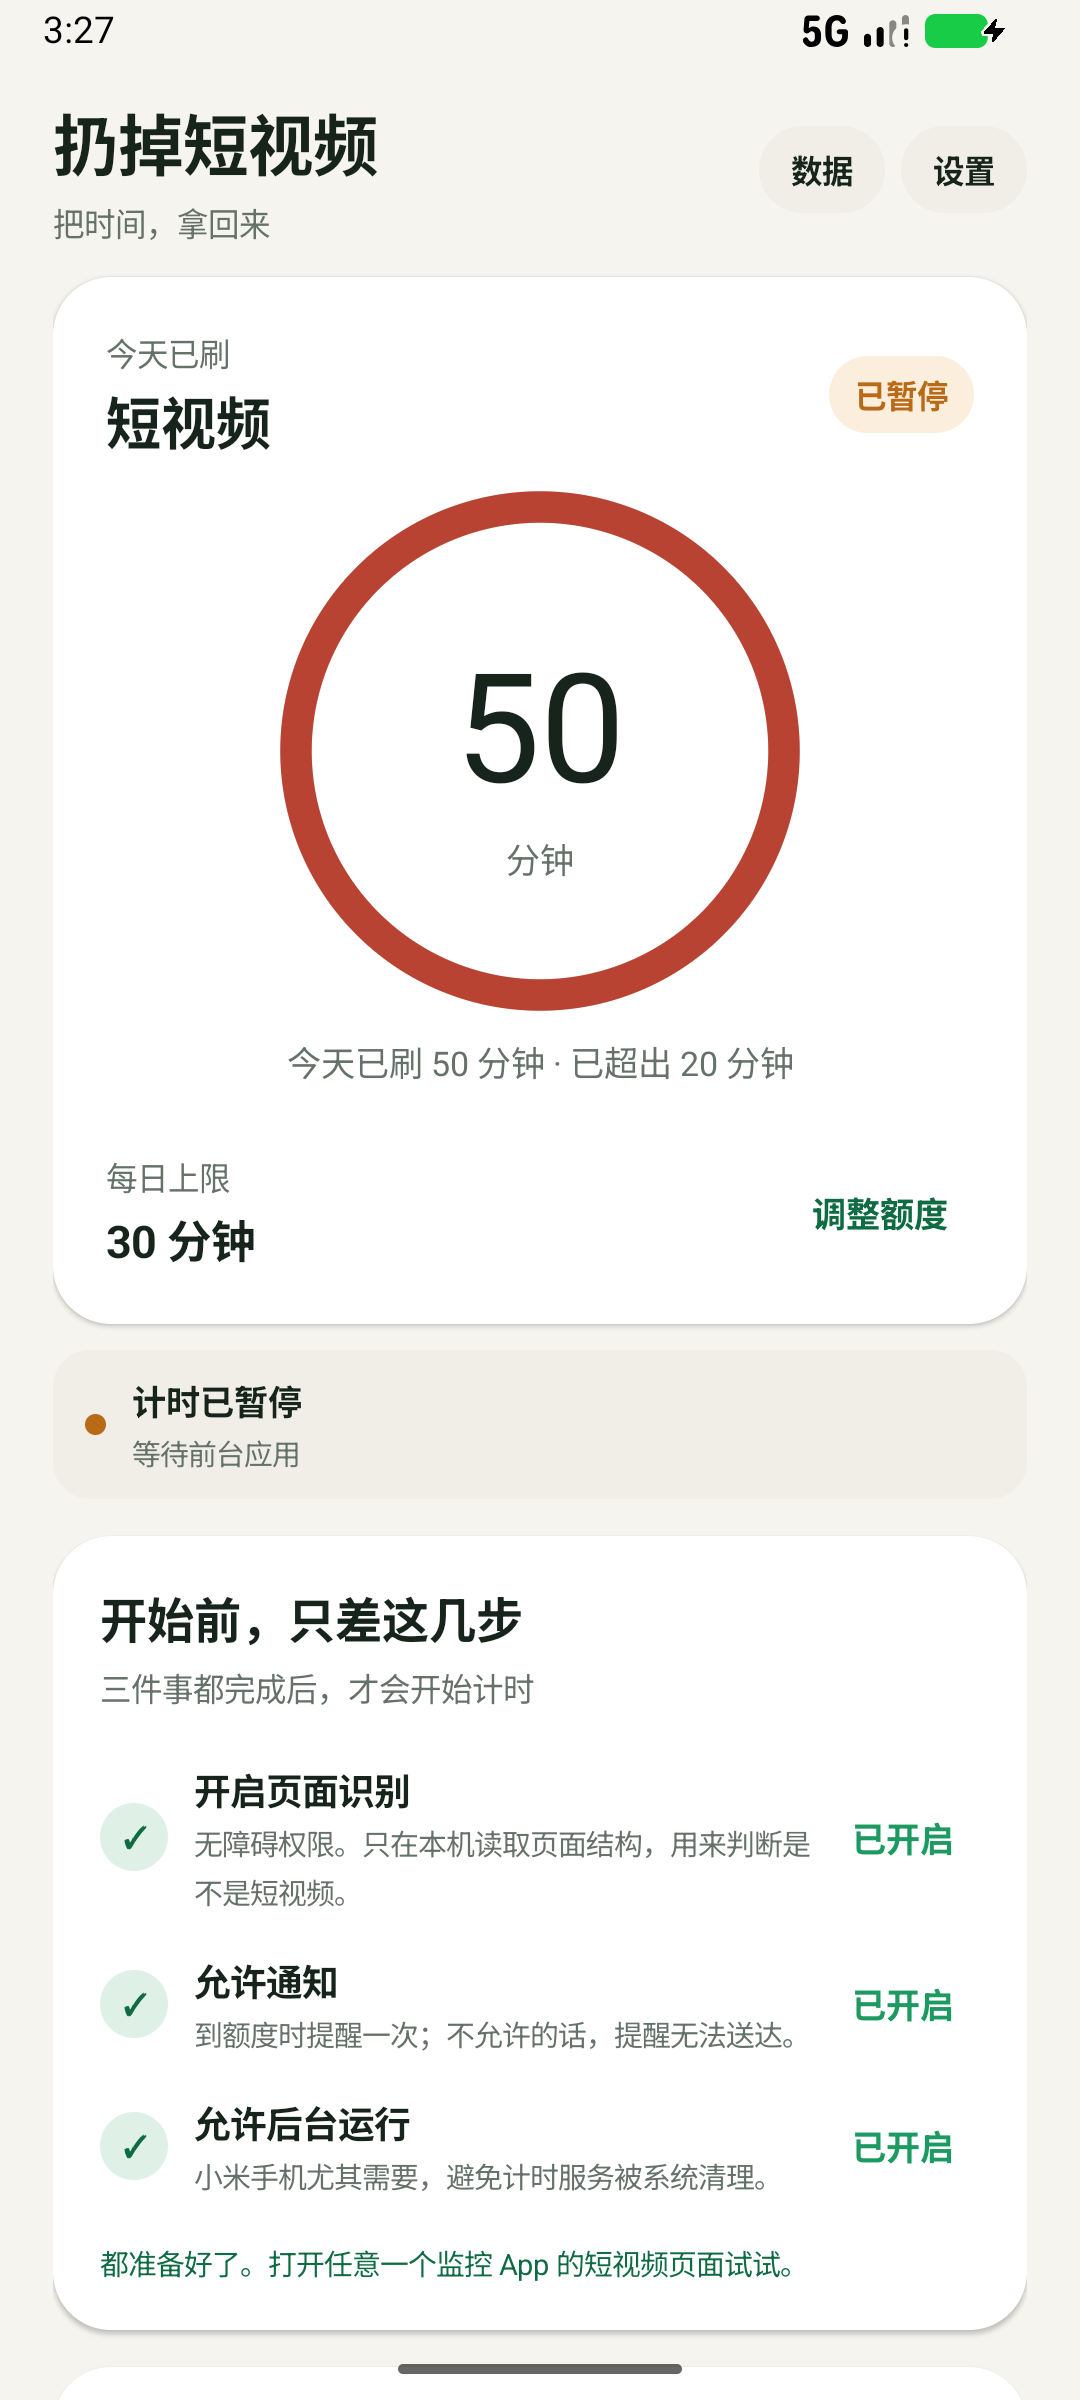 3:27
5G
扔掉短视频
把时间，拿回来
数据
设置
今天已刷
短视频
已暂停
50
分钟
今天已刷 50 分钟 · 已超出 20 分钟
每日上限
30 分钟
调整额度
计时已暂停
等待前台应用
开始前，只差这几步
三件事都完成后，才会开始计时
✓
开启页面识别
无障碍权限。只在本机读取页面结构，用来判断是
不是短视频。
已开启
✓
允许通知
到额度时提醒一次；不允许的话，提醒无法送达。
已开启
✓
允许后台运行
小米手机尤其需要，避免计时服务被系统清理。
已开启
都准备好了。打开任意一个监控 App 的短视频页面试试。